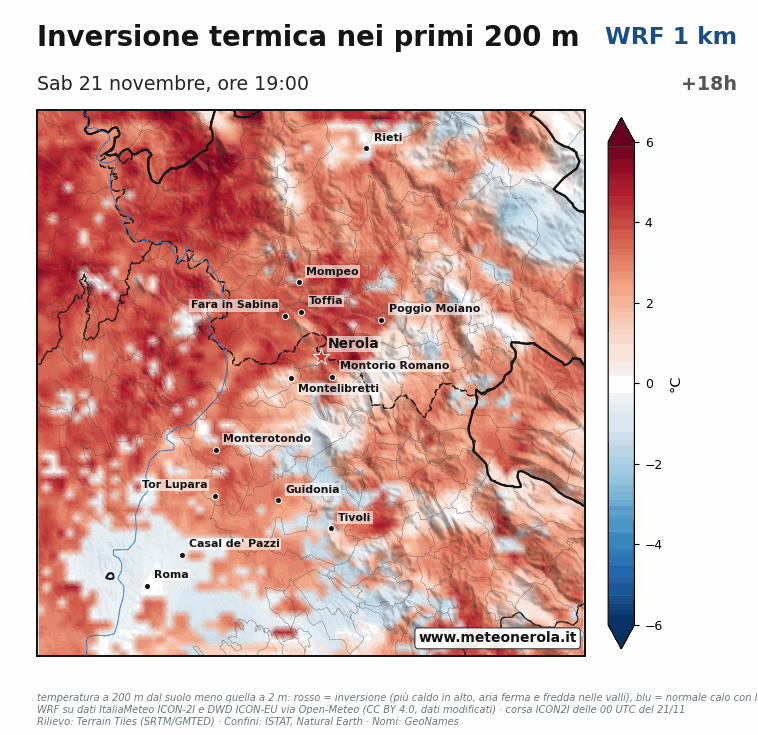 Inversione termica nei primi 200 m WRF 1 km
Sab 21 novembre, ore 19:00 +18h
Rieti
Mompeo
Toffia
Fara in Sabina
Poggio Moiano
Nerola
Montorio Romano
Montelibretti
Monterotondo
Tor Lupara
Guidonia
Tivoli
Casal de' Pazzi
Roma
www.meteonerola.it
6
4
2
0
−2
−4
−6
°C
temperatura a 200 m dal suolo meno quella a 2 m: rosso = inversione (più caldo in alto, aria ferma e fredda nelle valli), blu = normale calo con l
WRF su dati ItaliaMeteo ICON-2I e DWD ICON-EU via Open-Meteo (CC BY 4.0, dati modificati) · corsa ICON2I delle 00 UTC del 21/11
Rilievo: Terrain Tiles (SRTM/GMTED) · Confini: ISTAT, Natural Earth · Nomi: GeoNames